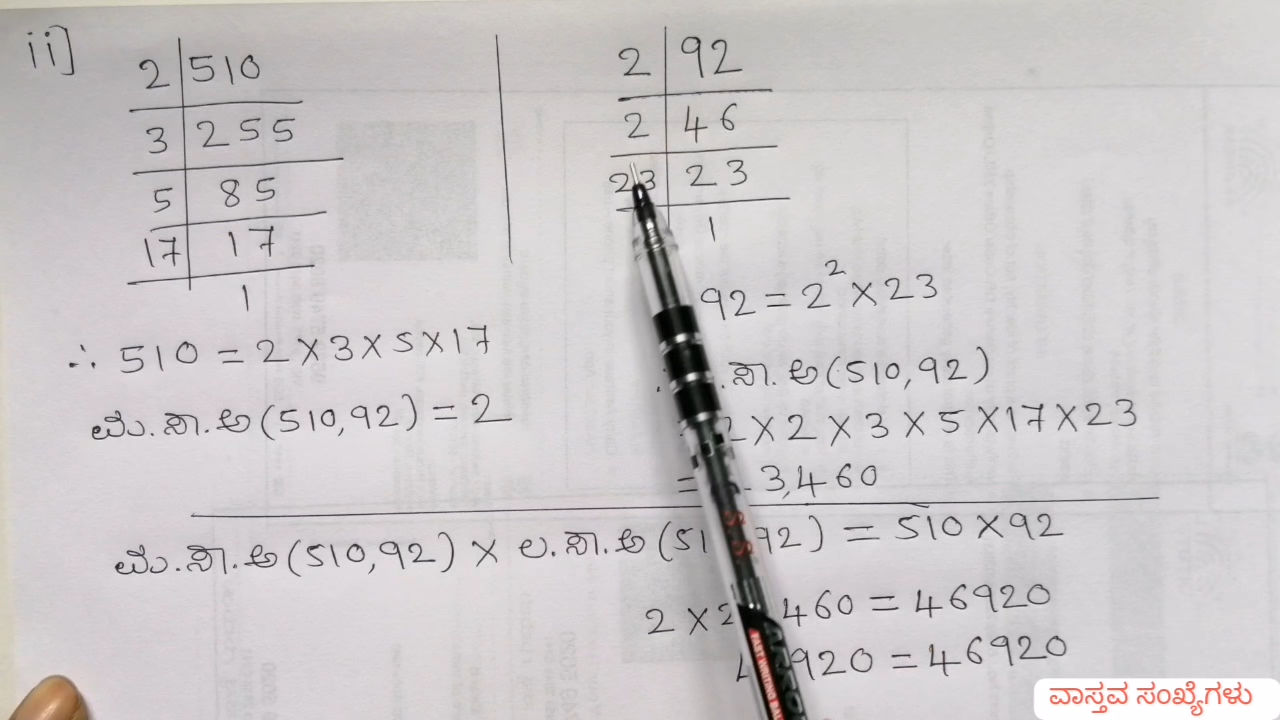 ii]
2 | 510
3 | 255
5 | 85
17 | 17
1
∴ 510 = 2 × 3 × 5 × 17
ಮ.ಸಾ.ಅ (510, 92) = 2
2 | 92
2 | 46
23 | 23
1
92 = 2² × 23
.ಸಾ.ಅ (510, 92)
× 2 × 3 × 5 × 17 × 23
= 3,460
ಮ.ಸಾ.ಅ (510, 92) × ಲ.ಸಾ.ಅ (51 92) = 510 × 92
2 × 2 460 = 46920
920 = 46920
ವಾಸ್ತವ ಸಂಖ್ಯೆಗಳು